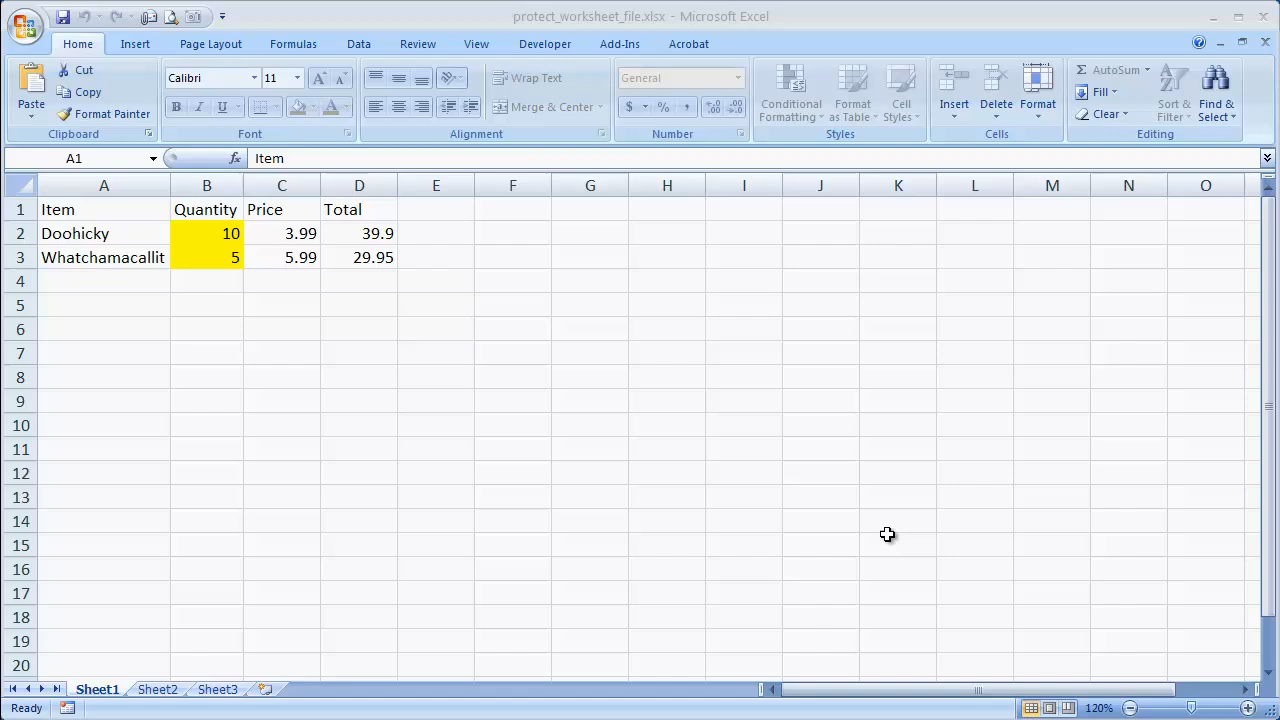 protect_worksheet_file.xlsx - Microsoft Excel
Home Insert Page Layout Formulas Data Review View Developer Add-Ins Acrobat
Paste
Cut
Copy
Format Painter
Clipboard
Calibri 11
B I U A
Font
Wrap Text
Merge & Center
Alignment
General
$ % ,
Number
Conditional Formatting
Format as Table
Cell Styles
Styles
Insert Delete Format
Cells
Σ AutoSum
Fill
Clear
Sort & Filter
Find & Select
Editing
A1 fx Item
A B C D E F G H I J K L M N O
1 Item Quantity Price Total
2 Doohicky 10 3.99 39.9
3 Whatchamacallit 5 5.99 29.95
4
5
6
7
8
9
10
11
12
13
14
15
16
17
18
19
20
Sheet1 Sheet2 Sheet3
Ready 120%